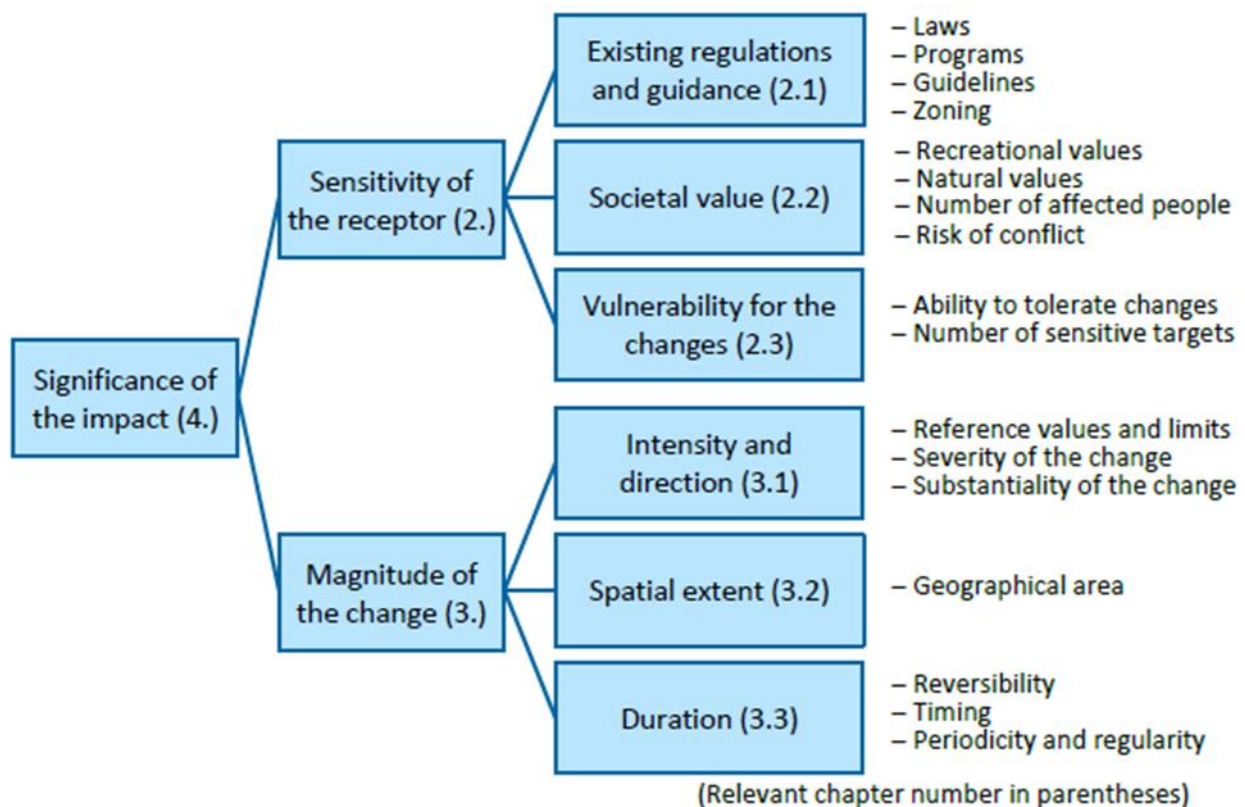 Significance of
the impact (4.)
Sensitivity of
the receptor (2.)
Existing regulations
and guidance (2.1)
– Laws
– Programs
– Guidelines
– Zoning
Societal value (2.2)
– Recreational values
– Natural values
– Number of affected people
– Risk of conflict
Vulnerability for the
changes (2.3)
– Ability to tolerate changes
– Number of sensitive targets
Magnitude of
the change (3.)
Intensity and
direction (3.1)
– Reference values and limits
– Severity of the change
– Substantiality of the change
Spatial extent (3.2)
– Geographical area
Duration (3.3)
– Reversibility
– Timing
– Periodicity and regularity
(Relevant chapter number in parentheses)